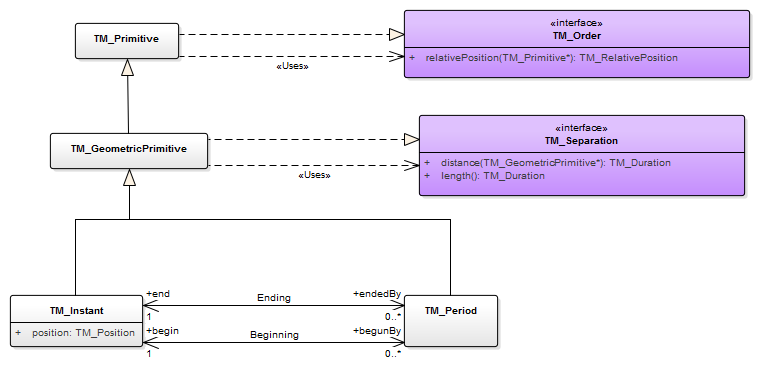 TM_Primitive
«interface»
TM_Order
+ relativePosition(TM_Primitive*): TM_RelativePosition
«Uses»
TM_GeometricPrimitive
«interface»
TM_Separation
+ distance(TM_GeometricPrimitive*): TM_Duration
+ length(): TM_Duration
«Uses»
TM_Instant
+ position: TM_Position
+end
Ending
+endedBy
1
0..*
+begin
Beginning
+begunBy
1
0..*
TM_Period